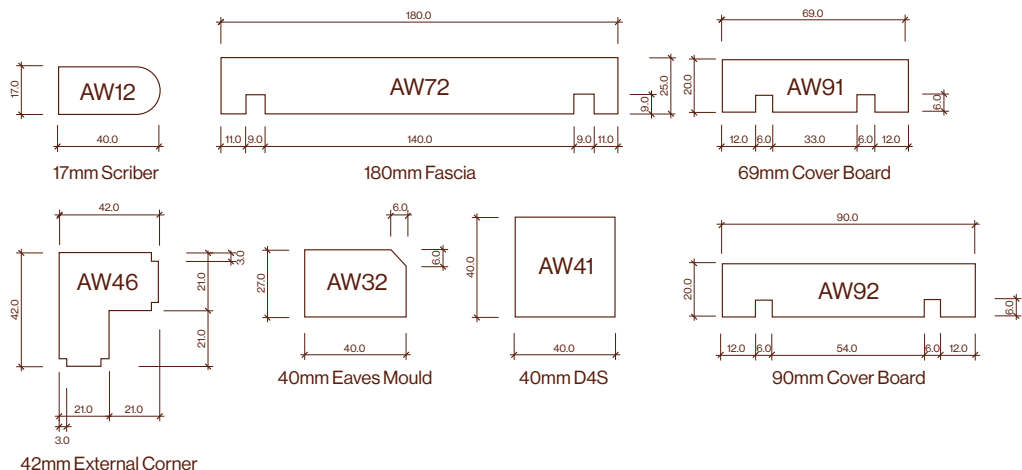 180.0
69.0
17.0
AW12
AW72
25.0
9.0
20.0
AW91
6.0
40.0
11.0 9.0 140.0 9.0 11.0
12.0 6.0 33.0 6.0 12.0
17mm Scriber
180mm Fascia
69mm Cover Board
42.0
6.0
90.0
3.0
42.0
AW46
21.0
21.0
27.0
AW32
6.0
40.0
AW41
20.0
AW92
6.0
40.0
40.0
12.0 6.0 54.0 6.0 12.0
40mm Eaves Mould
40mm D4S
90mm Cover Board
21.0 21.0
3.0
42mm External Corner